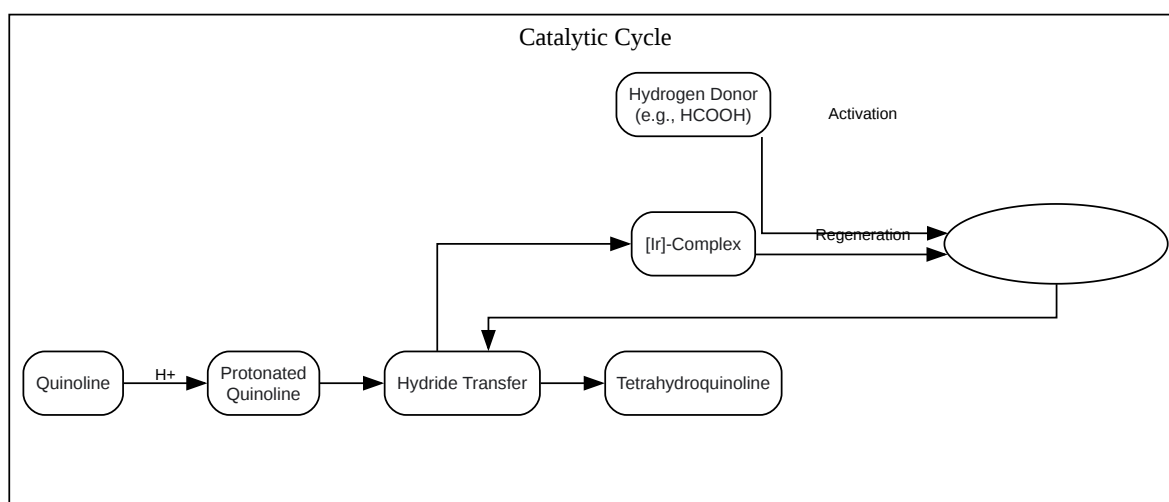 Catalytic Cycle
Hydrogen Donor
(e.g., HCOOH)
Activation
[Ir]-Complex
Regeneration
Quinoline
H+
Protonated
Quinoline
Hydride Transfer
Tetrahydroquinoline